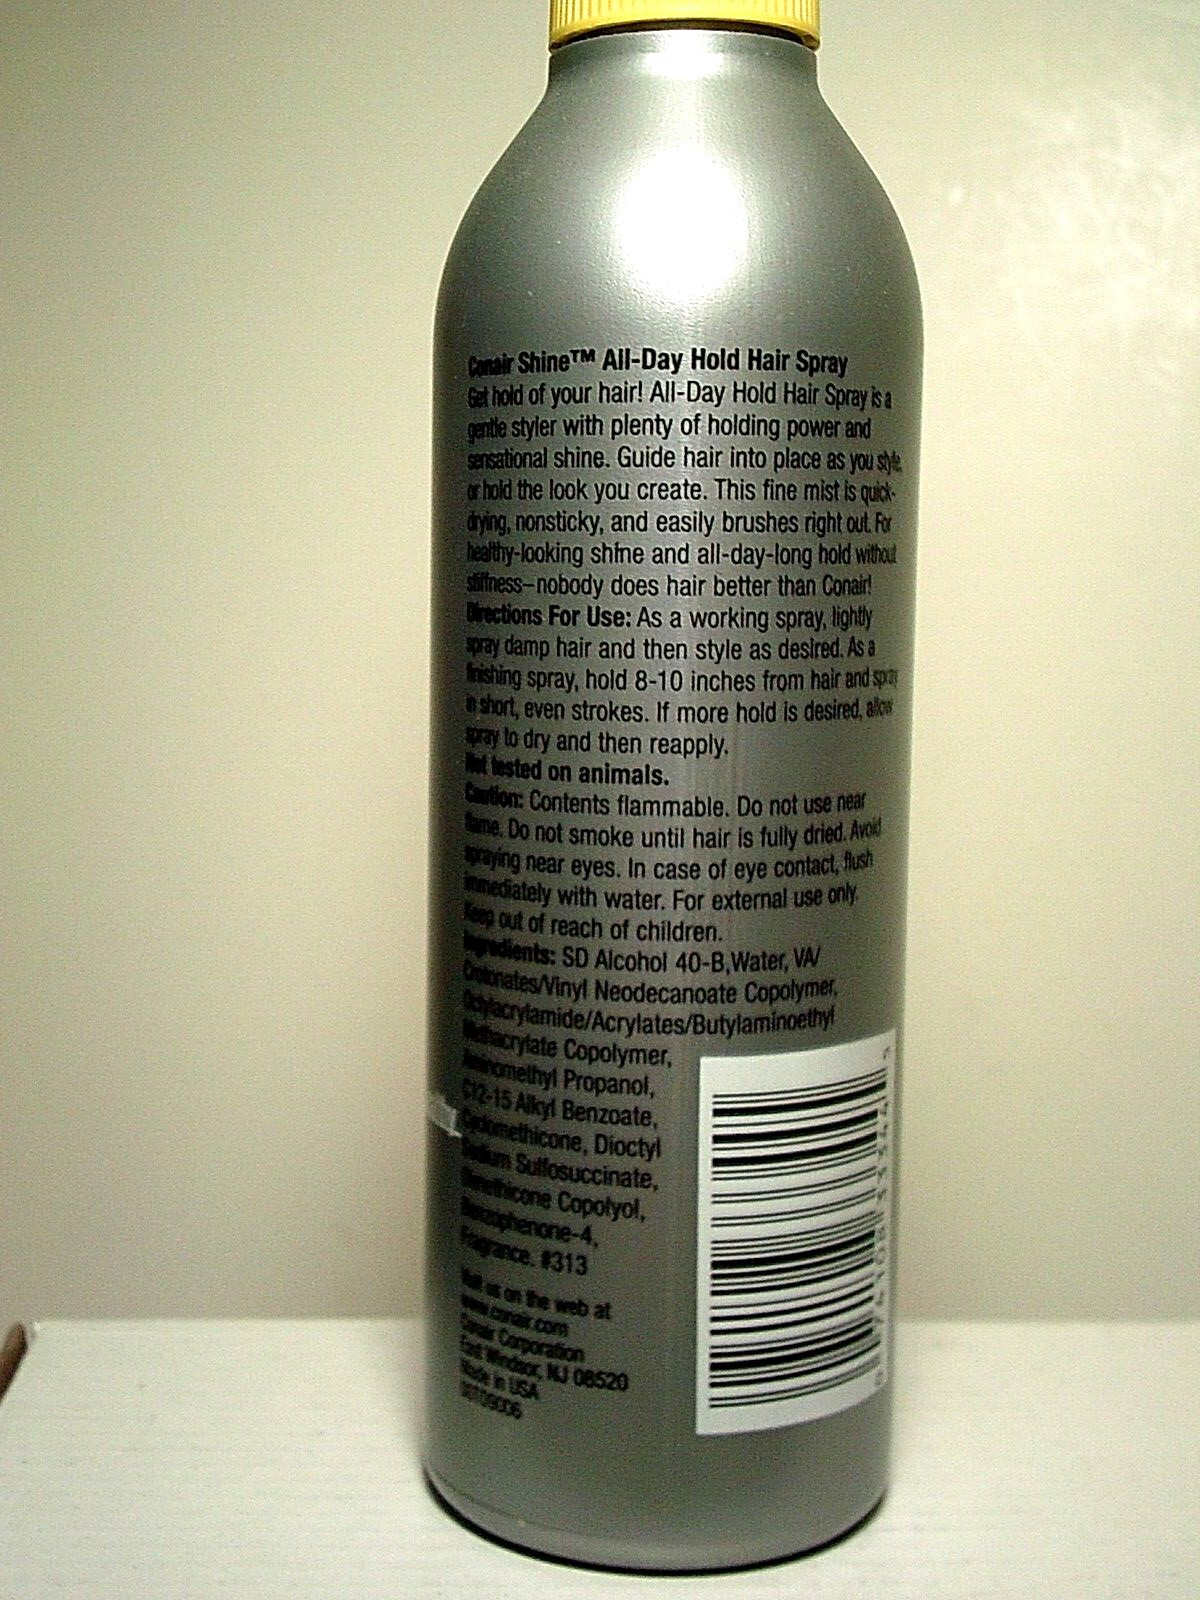 Conair Shine™ All-Day Hold Hair Spray
Get hold of your hair! All-Day Hold Hair Spray is a
gentle styler with plenty of holding power and
sensational shine. Guide hair into place as you style,
or hold the look you create. This fine mist is quick-
drying, nonsticky, and easily brushes right out. For
healthy-looking shine and all-day-long hold without
stiffness–nobody does hair better than Conair!
Directions For Use: As a working spray, lightly
spray damp hair and then style as desired. As a
finishing spray, hold 8-10 inches from hair and spray
in short, even strokes. If more hold is desired, allow
spray to dry and then reapply.
Not tested on animals.
Caution: Contents flammable. Do not use near
flame. Do not smoke until hair is fully dried. Avoid
spraying near eyes. In case of eye contact, flush
immediately with water. For external use only.
Keep out of reach of children.
Ingredients: SD Alcohol 40-B,Water, VA/
Crotonates/Vinyl Neodecanoate Copolymer,
Octylacrylamide/Acrylates/Butylaminoethyl
Methacrylate Copolymer,
Aminomethyl Propanol,
C12-15 Alkyl Benzoate,
Cyclomethicone, Dioctyl
Sodium Sulfosuccinate,
Dimethicone Copolyol,
Benzophenone-4,
Fragrance. #313
Visit us on the web at
www.conair.com
Conair Corporation
East Windsor, NJ 08520
Made in USA